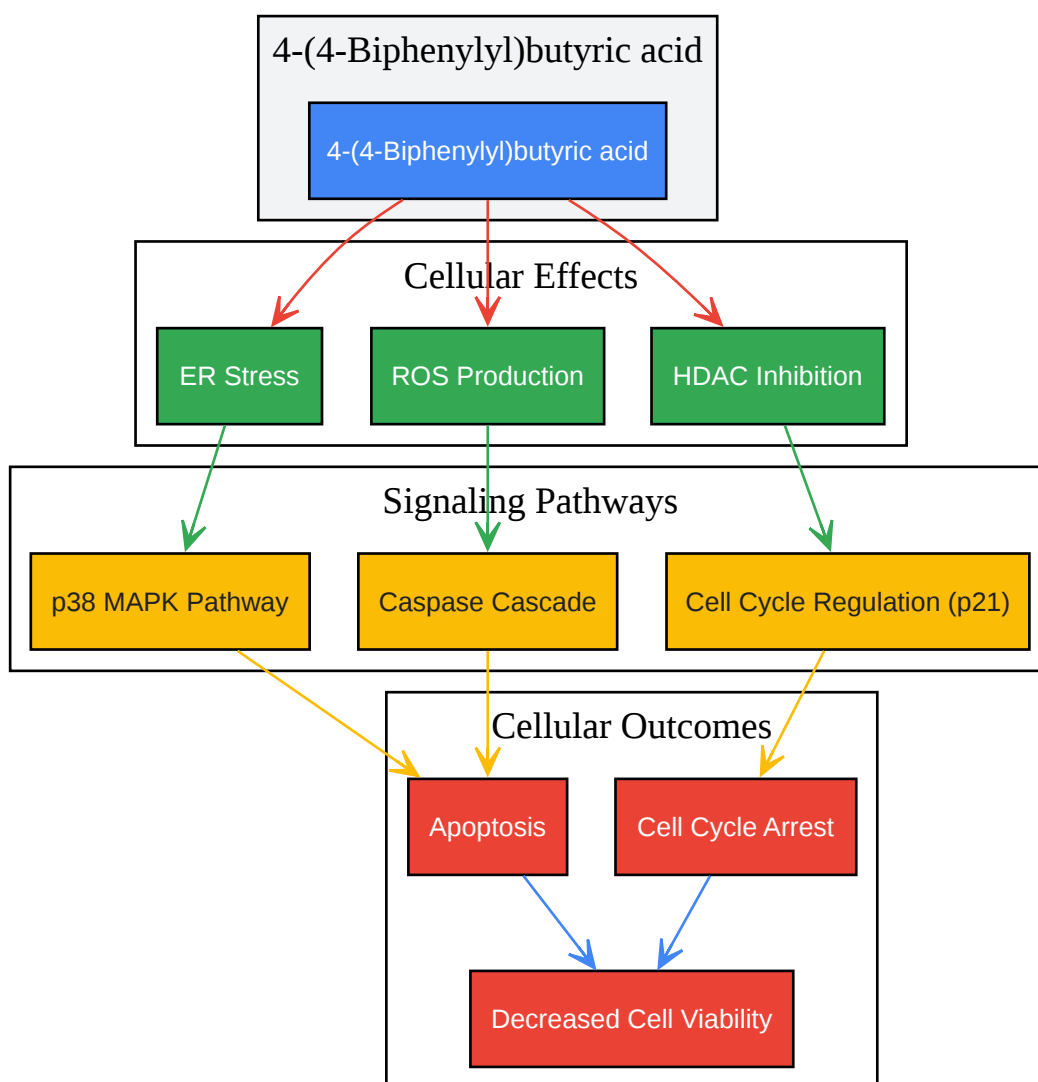 4-(4-Biphenylyl)butyric acid
4-(4-Biphenylyl)butyric acid
Cellular Effects
ER Stress
ROS Production
HDAC Inhibition
Signaling Pathways
p38 MAPK Pathway
Caspase Cascade
Cell Cycle Regulation (p21)
Cellular Outcomes
Apoptosis
Cell Cycle Arrest
Decreased Cell Viability